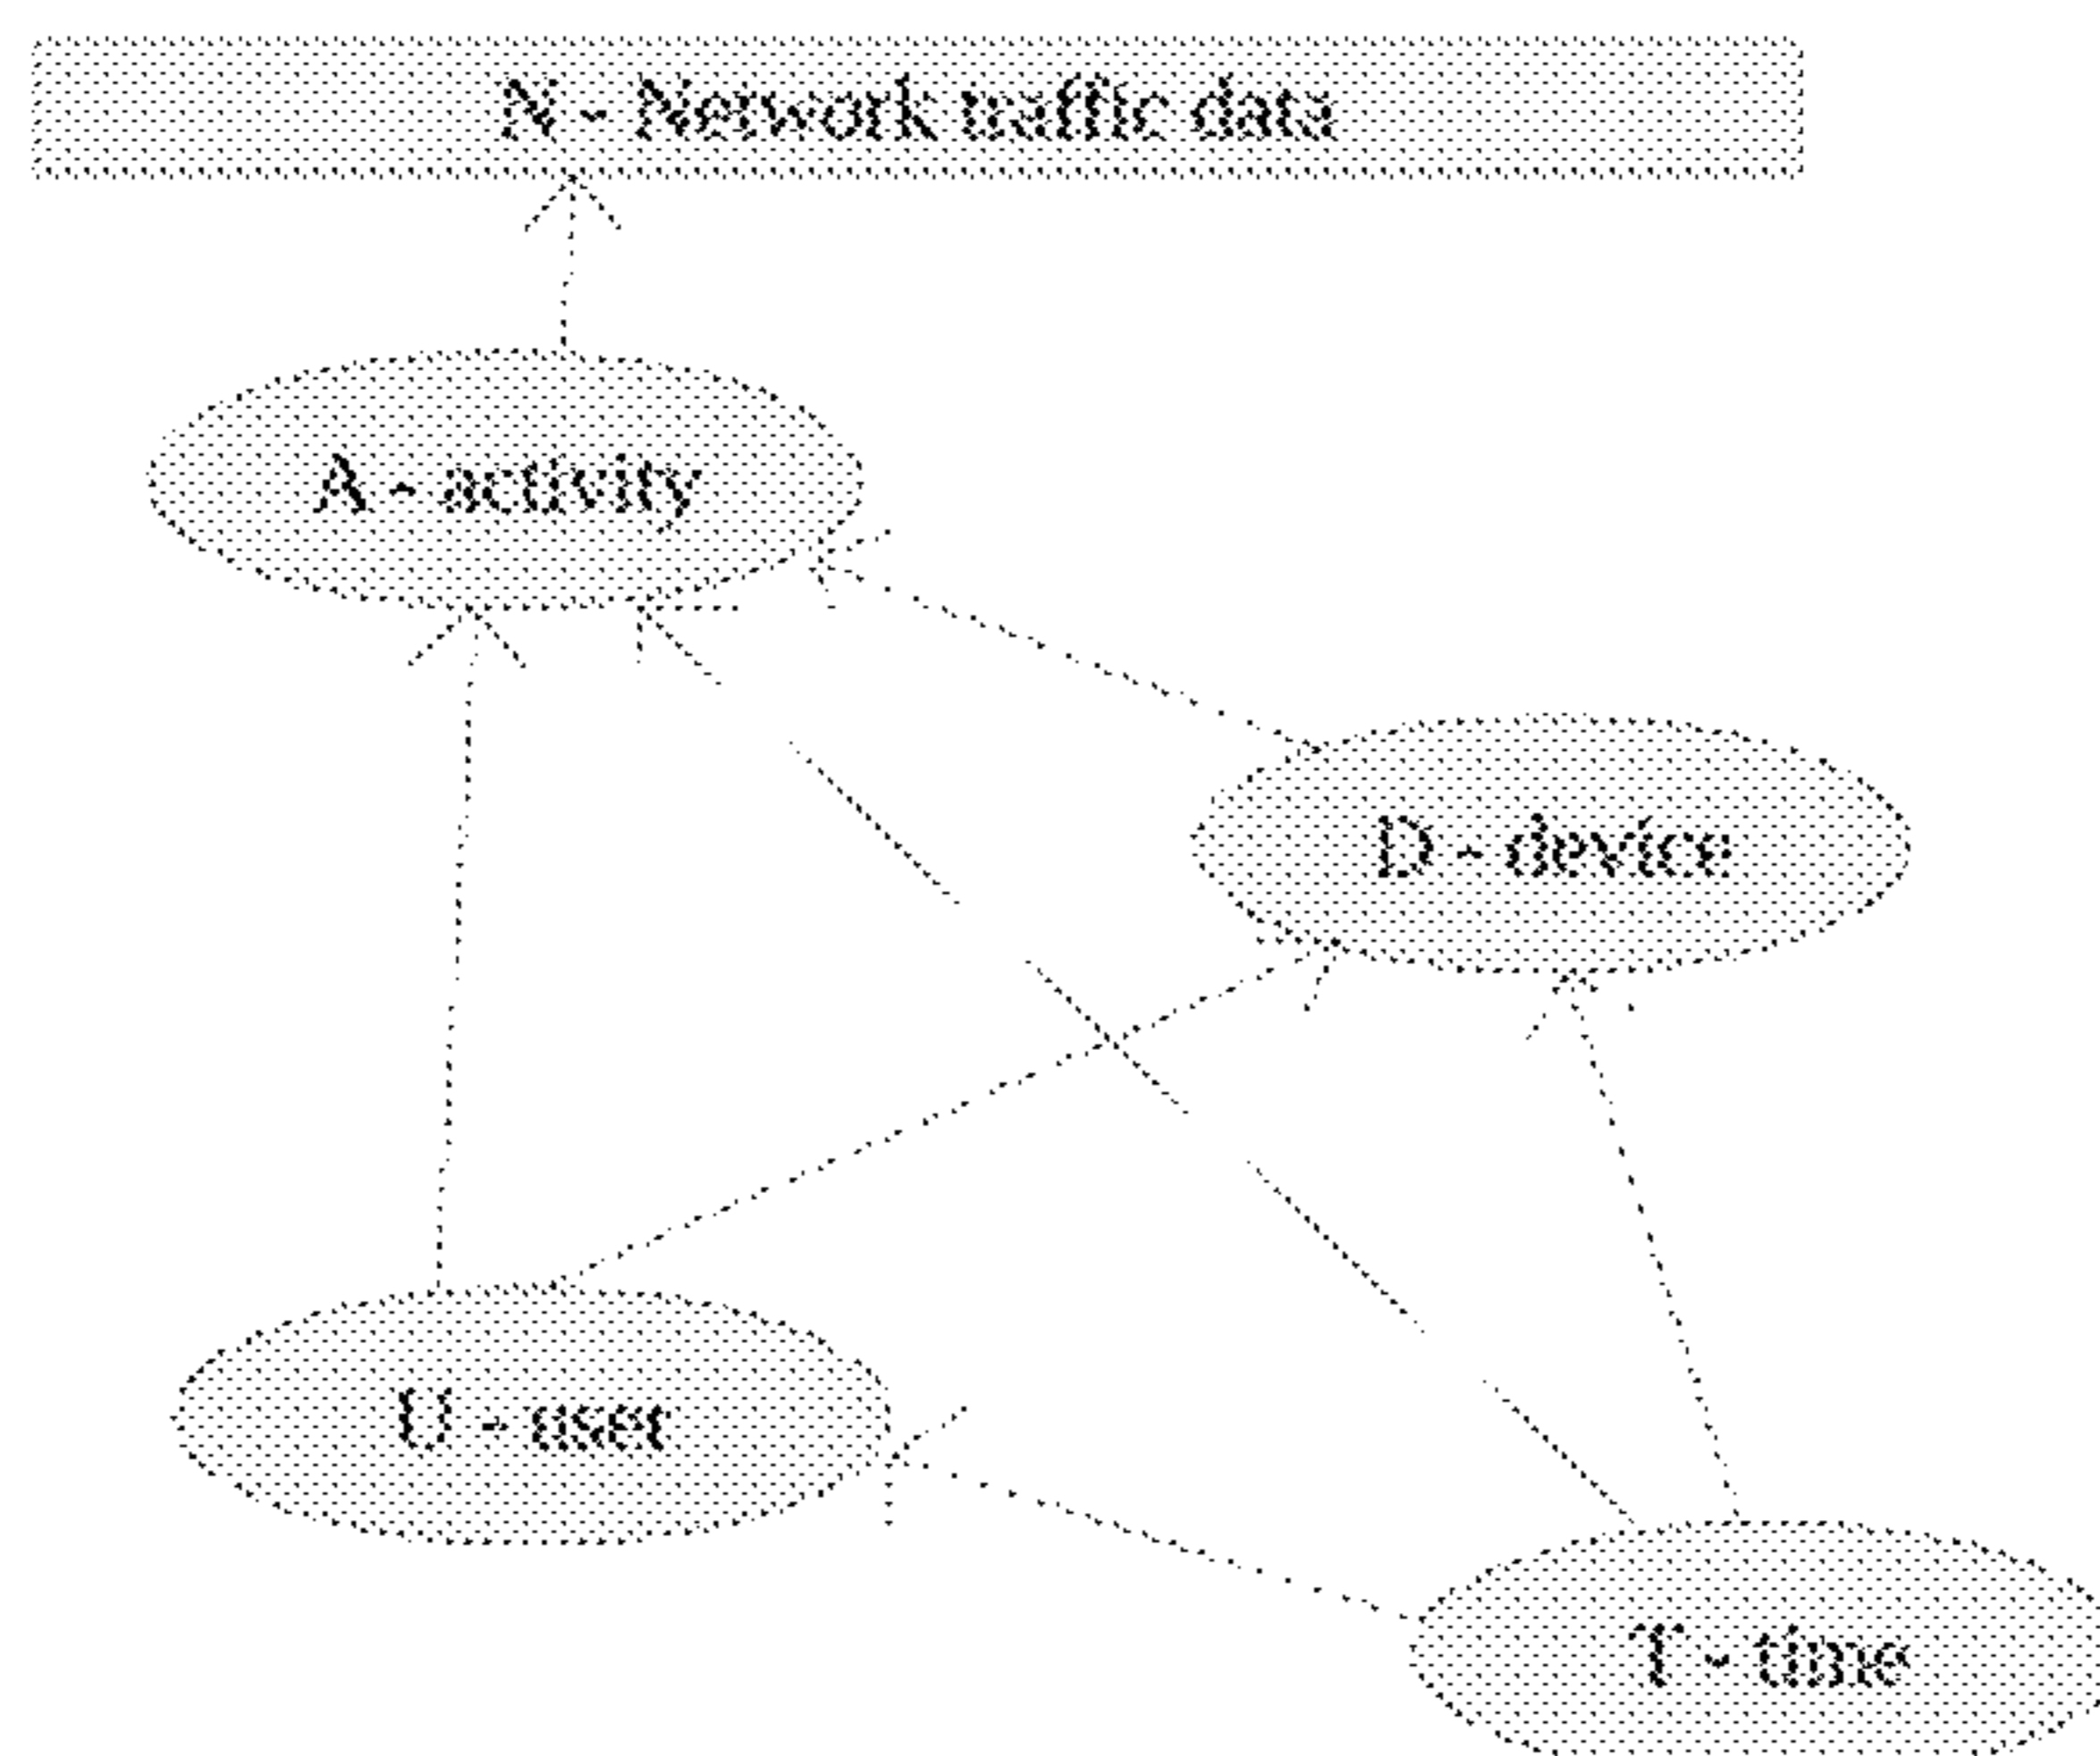 N - Network traffic data
A - activity
D - device
U - user
T - time